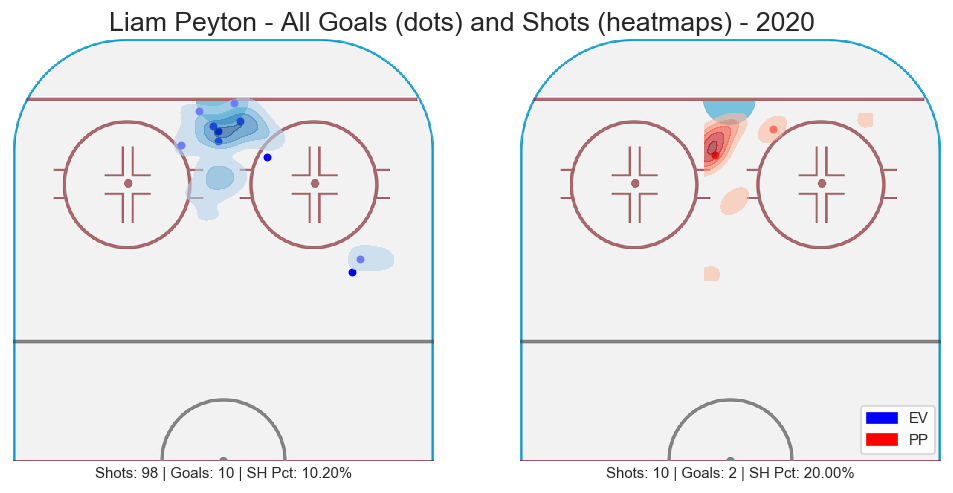 Liam Peyton - All Goals (dots) and Shots (heatmaps) - 2020
EV
PP
Shots: 98 | Goals: 10 | SH Pct: 10.20%
Shots: 10 | Goals: 2 | SH Pct: 20.00%